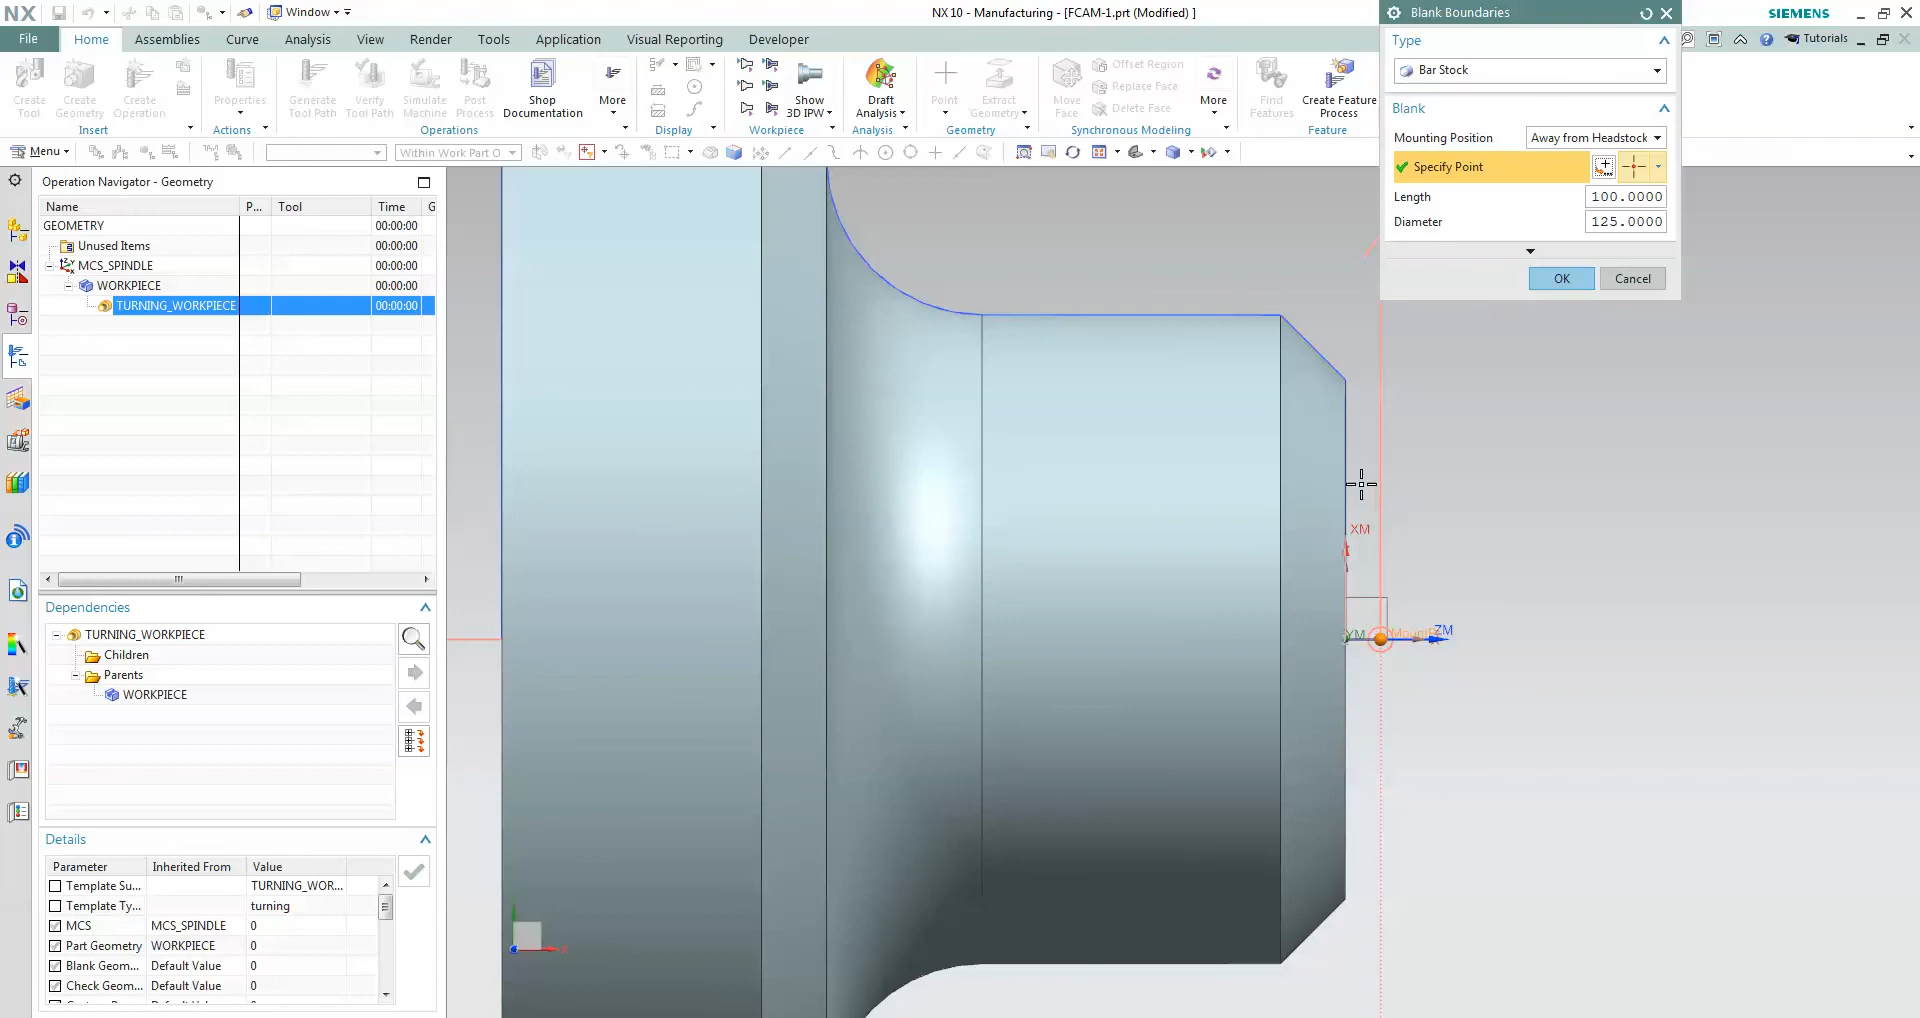 NX
Window
NX 10 - Manufacturing - [FCAM-1.prt (Modified) ]
SIEMENS
File
Home
Assemblies
Curve
Analysis
View
Render
Tools
Application
Visual Reporting
Developer
Tutorials
Create Tool
Create Geometry
Create Operation
Insert
Properties
Actions
Generate Tool Path
Verify Tool Path
Simulate Machine
Post Process
Shop Documentation
More
Operations
Display
Show 3D IPW
Workpiece
Draft Analysis
Analysis
Point
Extract Geometry
Geometry
Move Face
Offset Region
Replace Face
Delete Face
More
Synchronous Modeling
Find Features
Create Feature Process
Feature
Menu
Within Work Part O
Operation Navigator - Geometry
Name P... Tool Time G
GEOMETRY 00:00:00
Unused Items 00:00:00
MCS_SPINDLE 00:00:00
WORKPIECE 00:00:00
TURNING_WORKPIECE 00:00:00
Dependencies
TURNING_WORKPIECE
Children
Parents
WORKPIECE
Details
Parameter Inherited From Value
Template Su... TURNING_WOR...
Template Ty... turning
MCS MCS_SPINDLE 0
Part Geometry WORKPIECE 0
Blank Geom... Default Value 0
Check Geom... Default Value 0
Blank Boundaries
Type
Bar Stock
Blank
Mounting Position Away from Headstock
Specify Point
Length 100.0000
Diameter 125.0000
OK Cancel
XM
YM
ZM
X